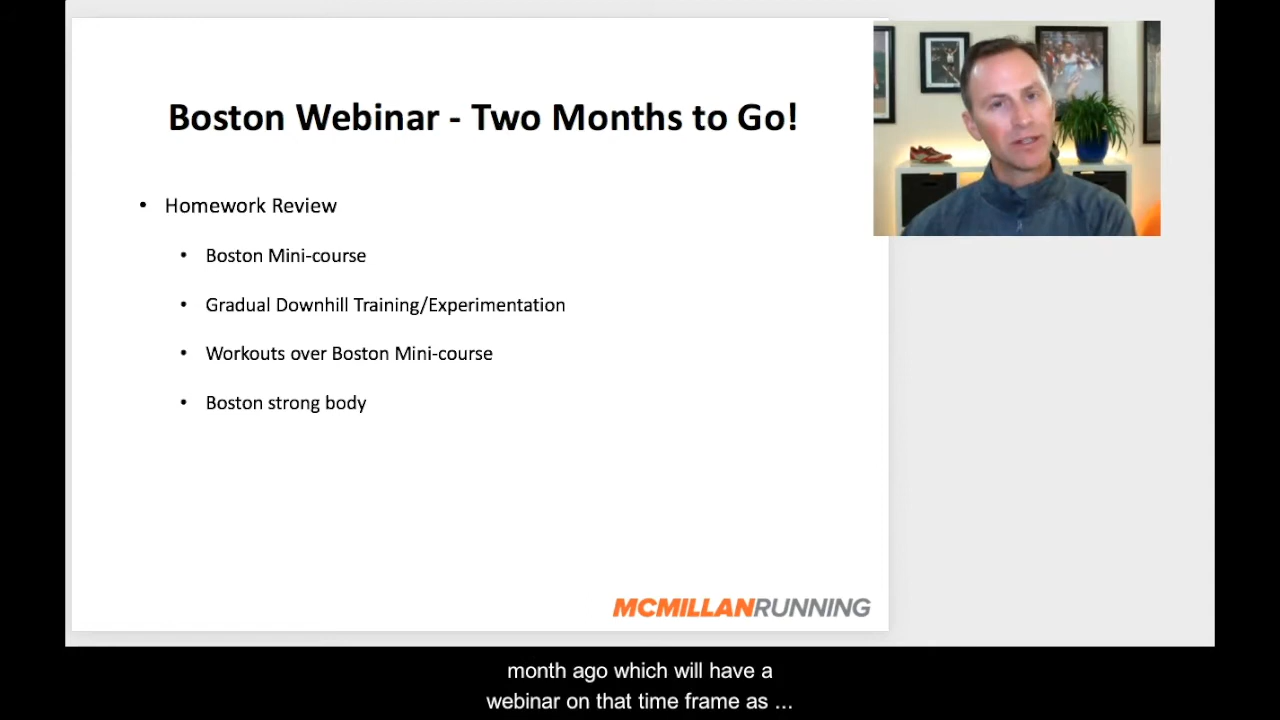 Boston Webinar - Two Months to Go!
• Homework Review
• Boston Mini-course
• Gradual Downhill Training/Experimentation
• Workouts over Boston Mini-course
• Boston strong body
MCMILLANRUNNING
month ago which will have a
webinar on that time frame as ...